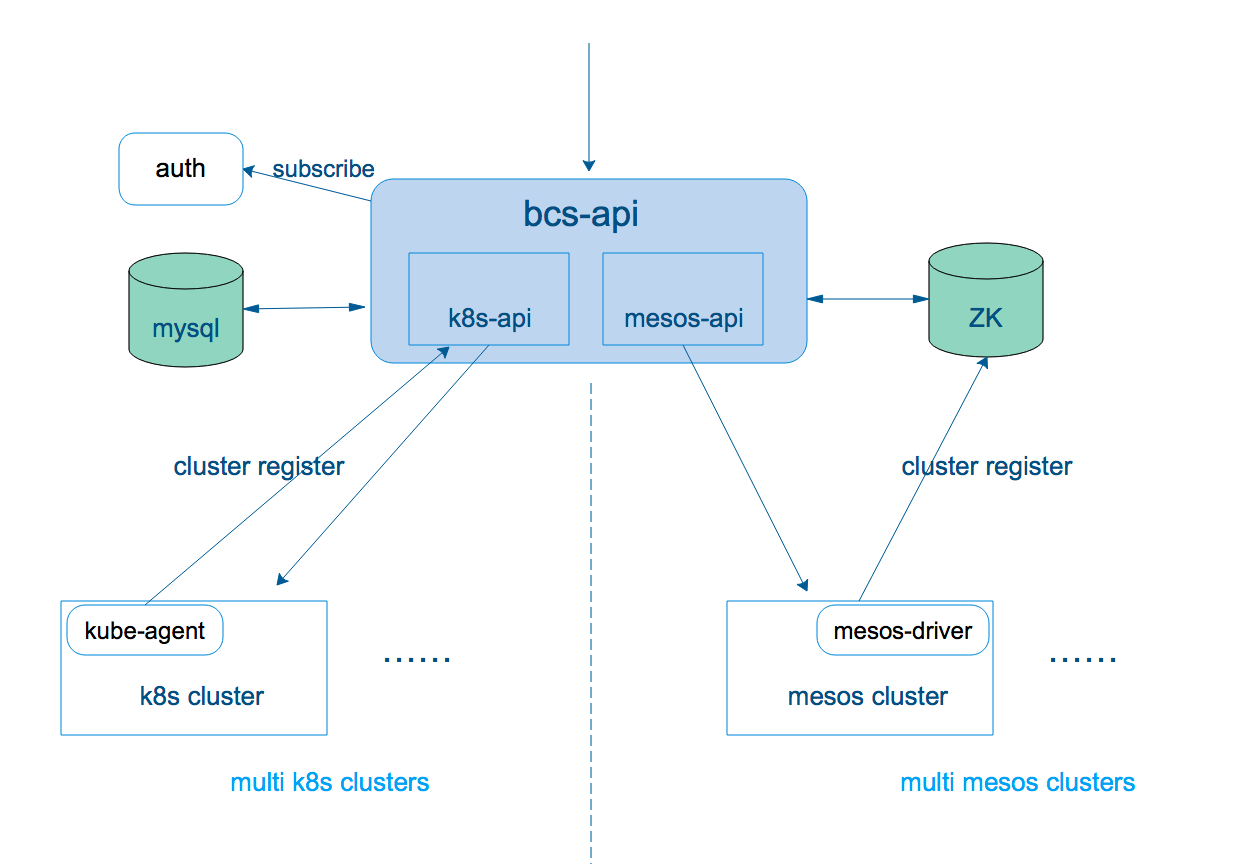 auth
subscribe
bcs-api
mysql
k8s-api
mesos-api
ZK
cluster register
cluster register
kube-agent
k8s cluster
......
mesos-driver
mesos cluster
......
multi k8s clusters
multi mesos clusters